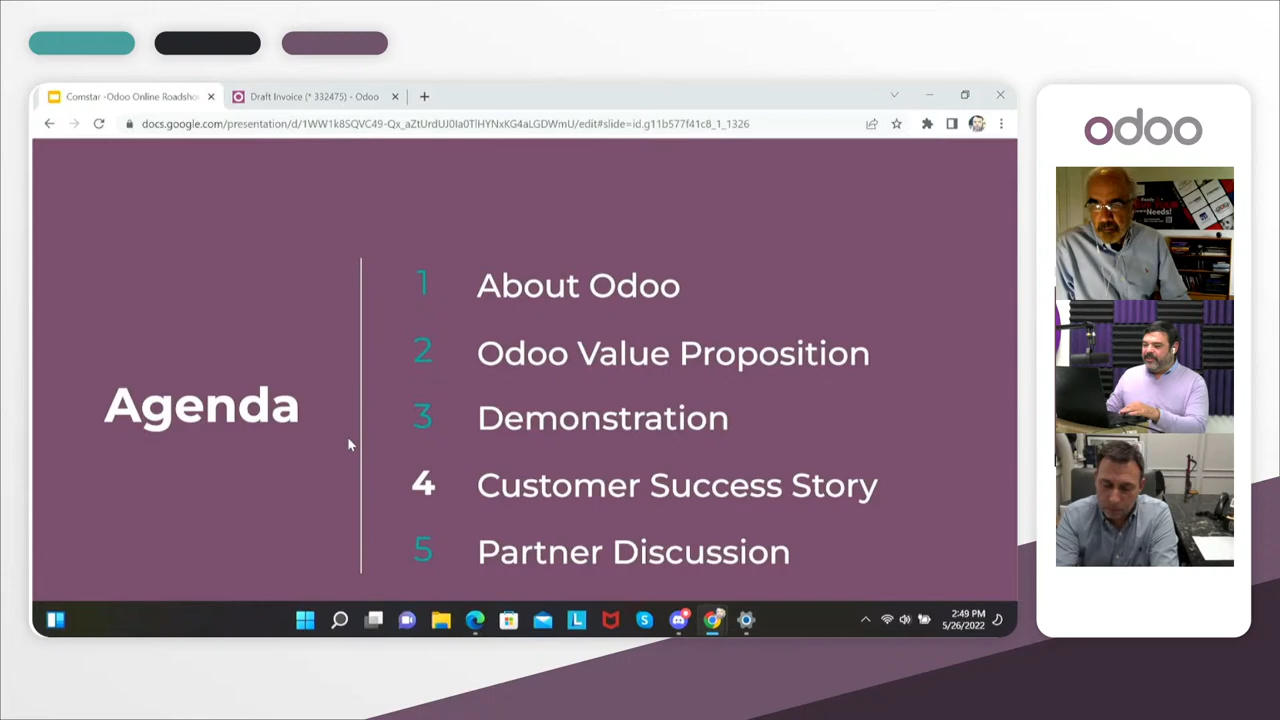 Comstar -Odoo Online Roadsho
Draft Invoice (* 332475) - Odoo
docs.google.com/presentation/d/1WW1k8SQVC49-Qx_aZtUrdUJ0Ia0TlHYNxKG4aLGDWmU/edit#slide=id.g11b577f41c8_1_1326
odoo
Needs!
Agenda
1 About Odoo
2 Odoo Value Proposition
3 Demonstration
4 Customer Success Story
5 Partner Discussion
2:49 PM
5/26/2022